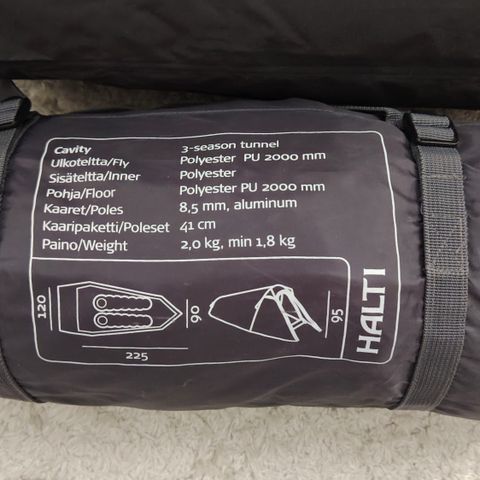 Cavity 3-season tunnel
Ulkoteltta/Fly Polyester PU 2000 mm
Sisäteltta/Inner Polyester
Pohja/Floor Polyester PU 2000 mm
Kaaret/Poles 8,5 mm, aluminum
Kaaripaketti/Poleset 41 cm
Paino/Weight 2,0 kg, min 1,8 kg
120
90
225
95
HALTI